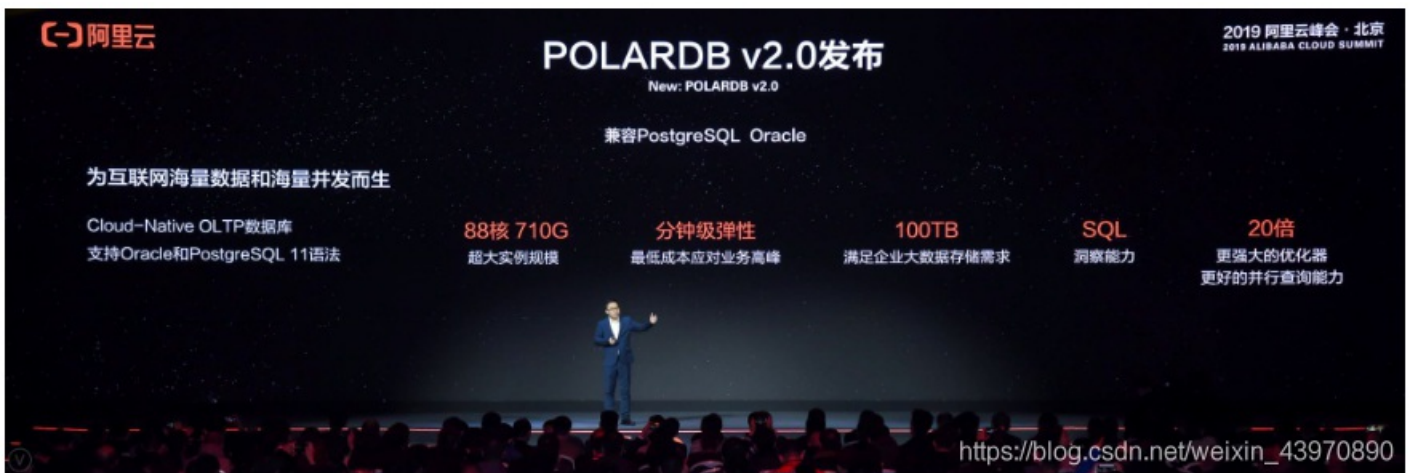 阿里云
2019 阿里云峰会·北京
2019 ALIBABA CLOUD SUMMIT
POLARDB v2.0发布
New: POLARDB v2.0
兼容PostgreSQL Oracle
为互联网海量数据和海量并发而生
Cloud-Native OLTP数据库
支持Oracle和PostgreSQL 11语法
88核 710G
超大实例规模
分钟级弹性
最低成本应对业务高峰
100TB
满足企业大数据存储需求
SQL
洞察能力
20倍
更强大的优化器
更好的并行查询能力
https://blog.csdn.net/weixin_43970890